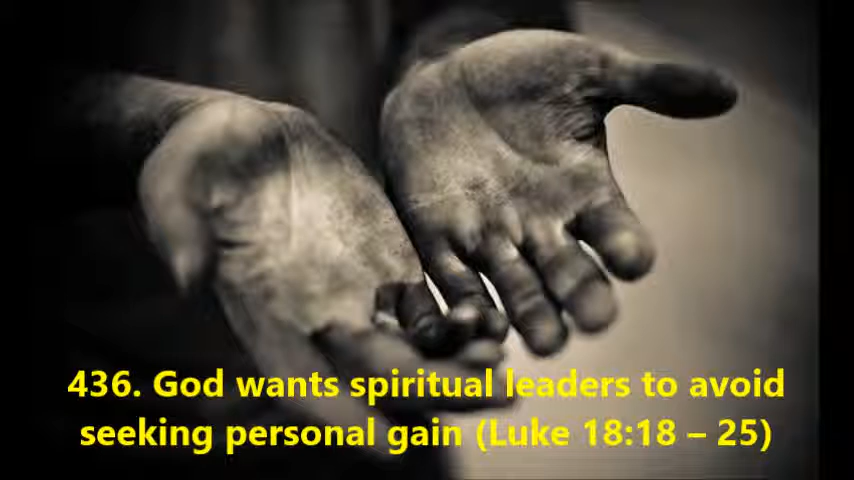 436. God wants spiritual leaders to avoid
seeking personal gain (Luke 18:18 – 25)